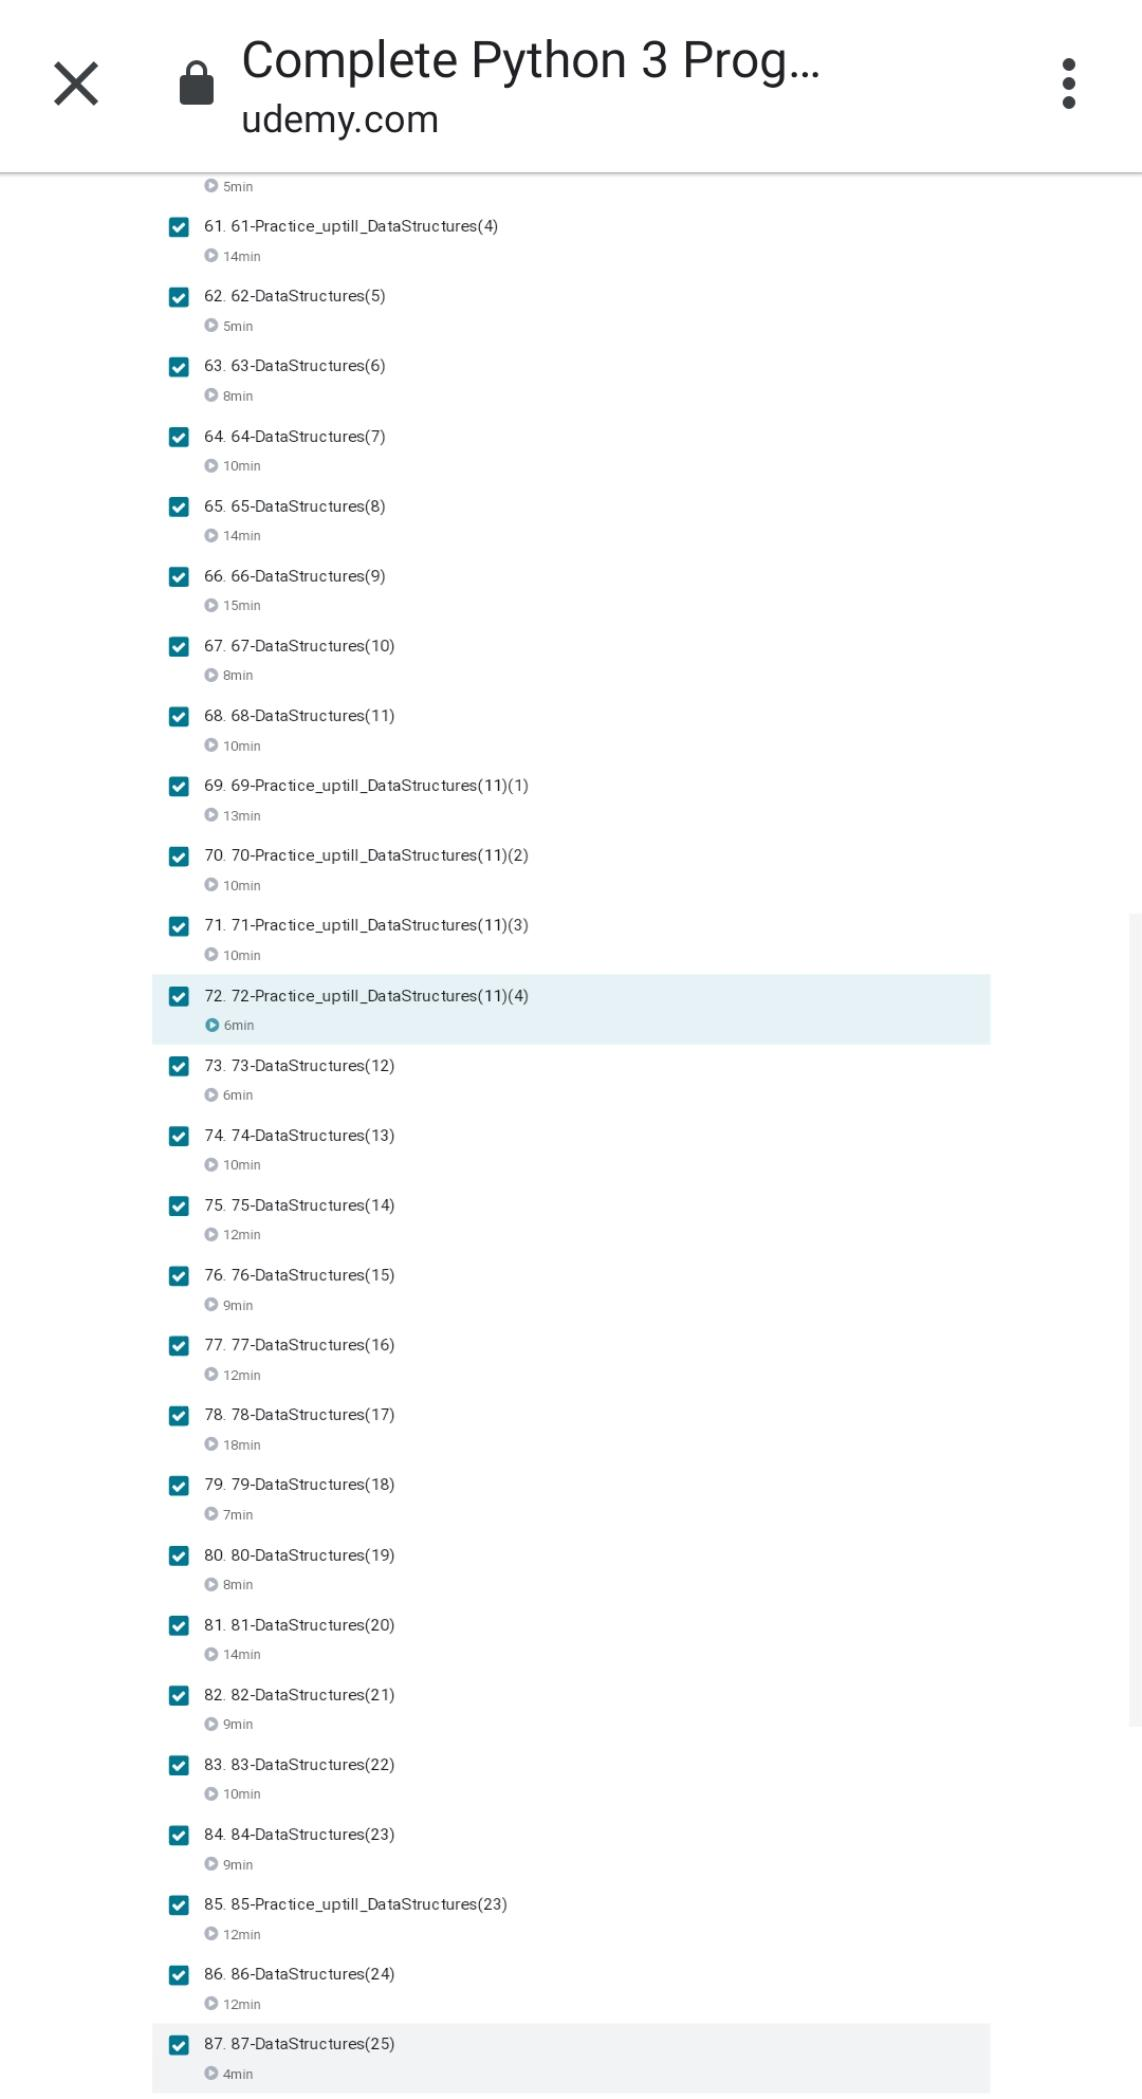 Complete Python 3 Prog...
udemy.com
5min
61. 61-Practice_uptill_DataStructures(4)
14min
62. 62-DataStructures(5)
5min
63. 63-DataStructures(6)
8min
64. 64-DataStructures(7)
10min
65. 65-DataStructures(8)
14min
66. 66-DataStructures(9)
15min
67. 67-DataStructures(10)
8min
68. 68-DataStructures(11)
10min
69. 69-Practice_uptill_DataStructures(11)(1)
13min
70. 70-Practice_uptill_DataStructures(11)(2)
10min
71. 71-Practice_uptill_DataStructures(11)(3)
10min
72. 72-Practice_uptill_DataStructures(11)(4)
6min
73. 73-DataStructures(12)
6min
74. 74-DataStructures(13)
10min
75. 75-DataStructures(14)
12min
76. 76-DataStructures(15)
9min
77. 77-DataStructures(16)
12min
78. 78-DataStructures(17)
18min
79. 79-DataStructures(18)
7min
80. 80-DataStructures(19)
8min
81. 81-DataStructures(20)
14min
82. 82-DataStructures(21)
9min
83. 83-DataStructures(22)
10min
84. 84-DataStructures(23)
9min
85. 85-Practice_uptill_DataStructures(23)
12min
86. 86-DataStructures(24)
12min
87. 87-DataStructures(25)
4min